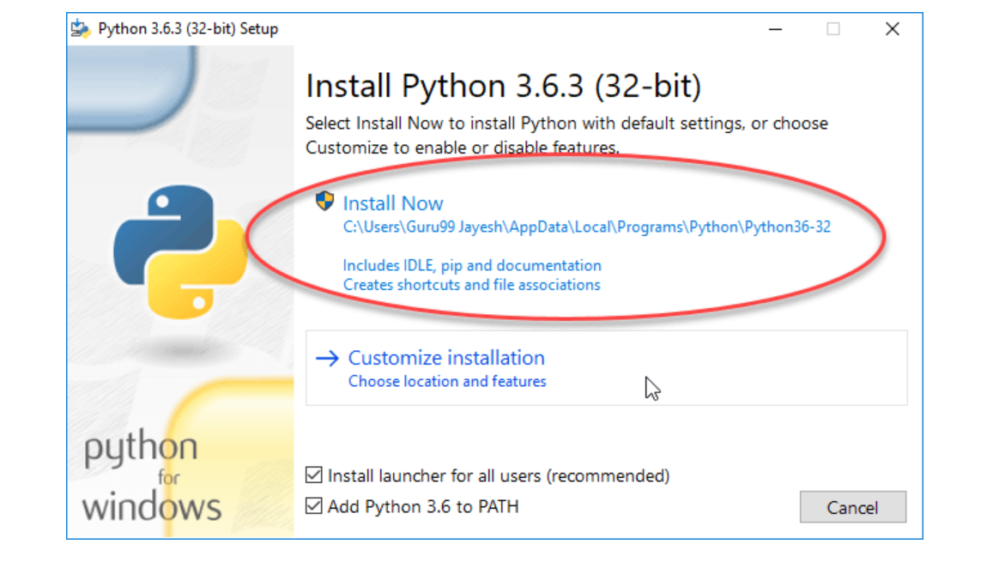 Python 3.6.3 (32-bit) Setup
Install Python 3.6.3 (32-bit)
Select Install Now to install Python with default settings, or choose
Customize to enable or disable features.
Install Now
C:\Users\Guru99 Jayesh\AppData\Local\Programs\Python\Python36-32
Includes IDLE, pip and documentation
Creates shortcuts and file associations
Customize installation
Choose location and features
python
for
windows
Install launcher for all users (recommended)
Add Python 3.6 to PATH
Cancel